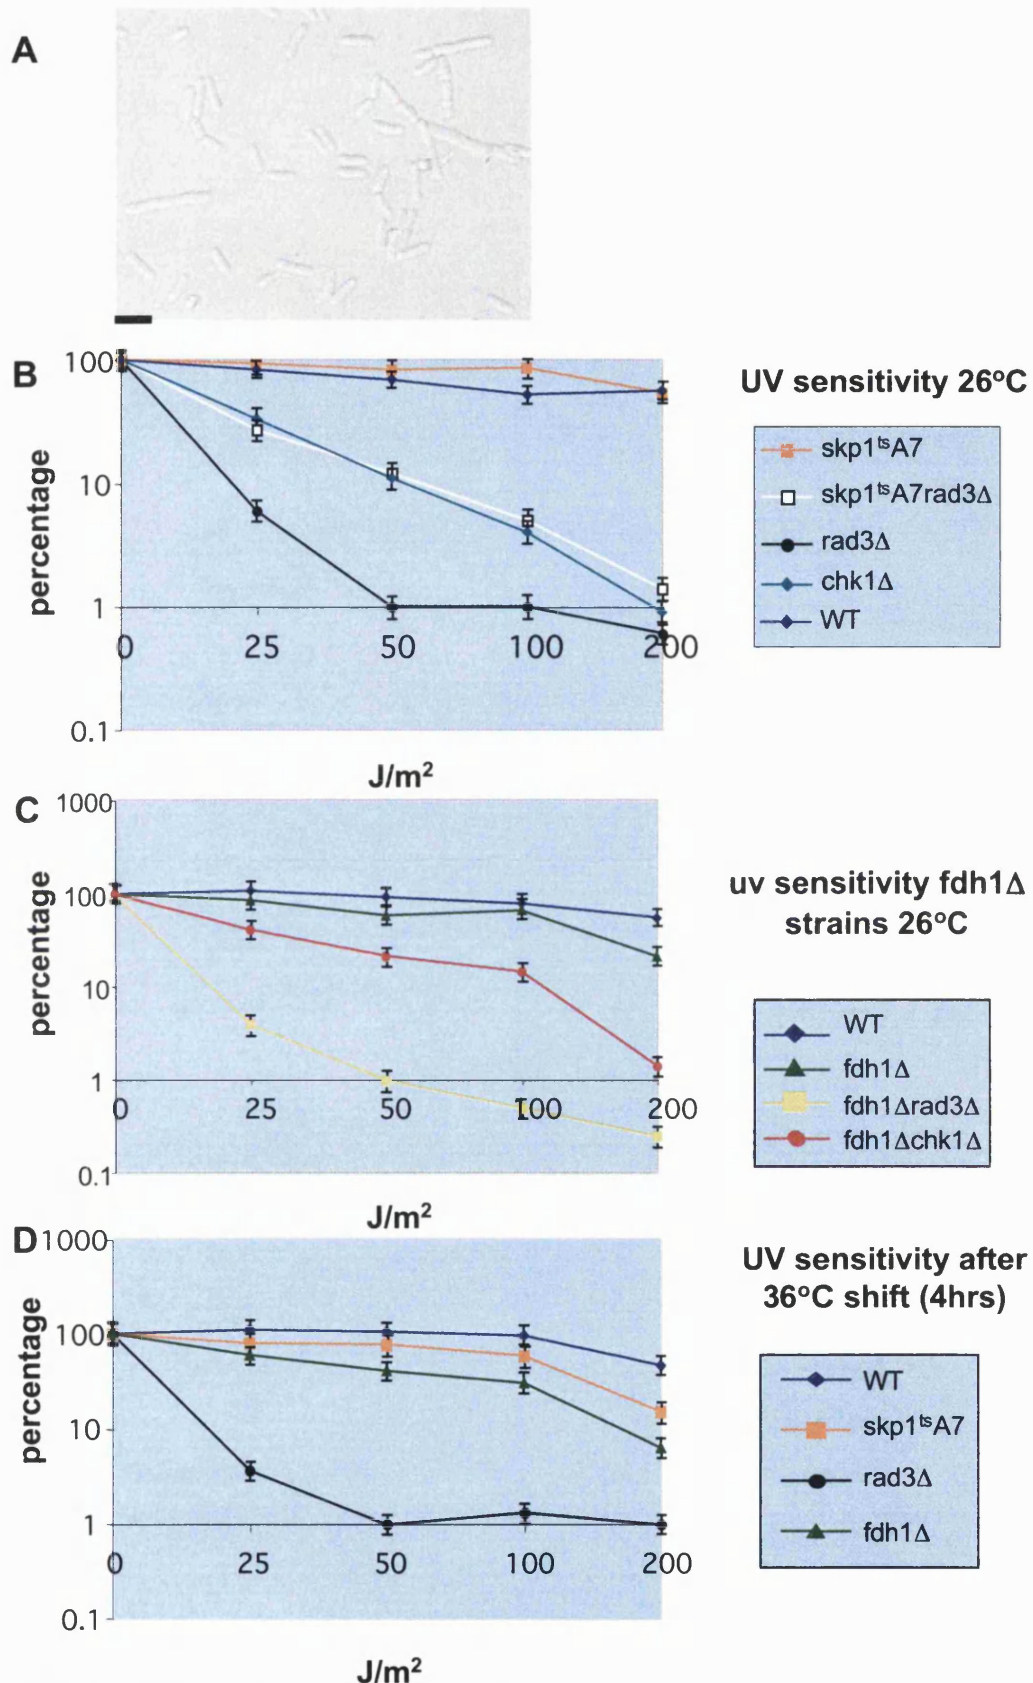 A
B
100
10
1
0.1
percentage
0 25 50 100 200
J/m²
UV sensitivity 26°C
skp1ᵗˢA7
skp1ᵗˢA7rad3Δ
rad3Δ
chk1Δ
WT
C
1000
100
10
1
0.1
percentage
0 25 50 100 200
J/m²
uv sensitivity fdh1Δ
strains 26°C
WT
fdh1Δ
fdh1Δrad3Δ
fdh1Δchk1Δ
D
1000
100
10
1
0.1
percentage
0 25 50 100 200
J/m²
UV sensitivity after
36°C shift (4hrs)
WT
skp1ᵗˢA7
rad3Δ
fdh1Δ